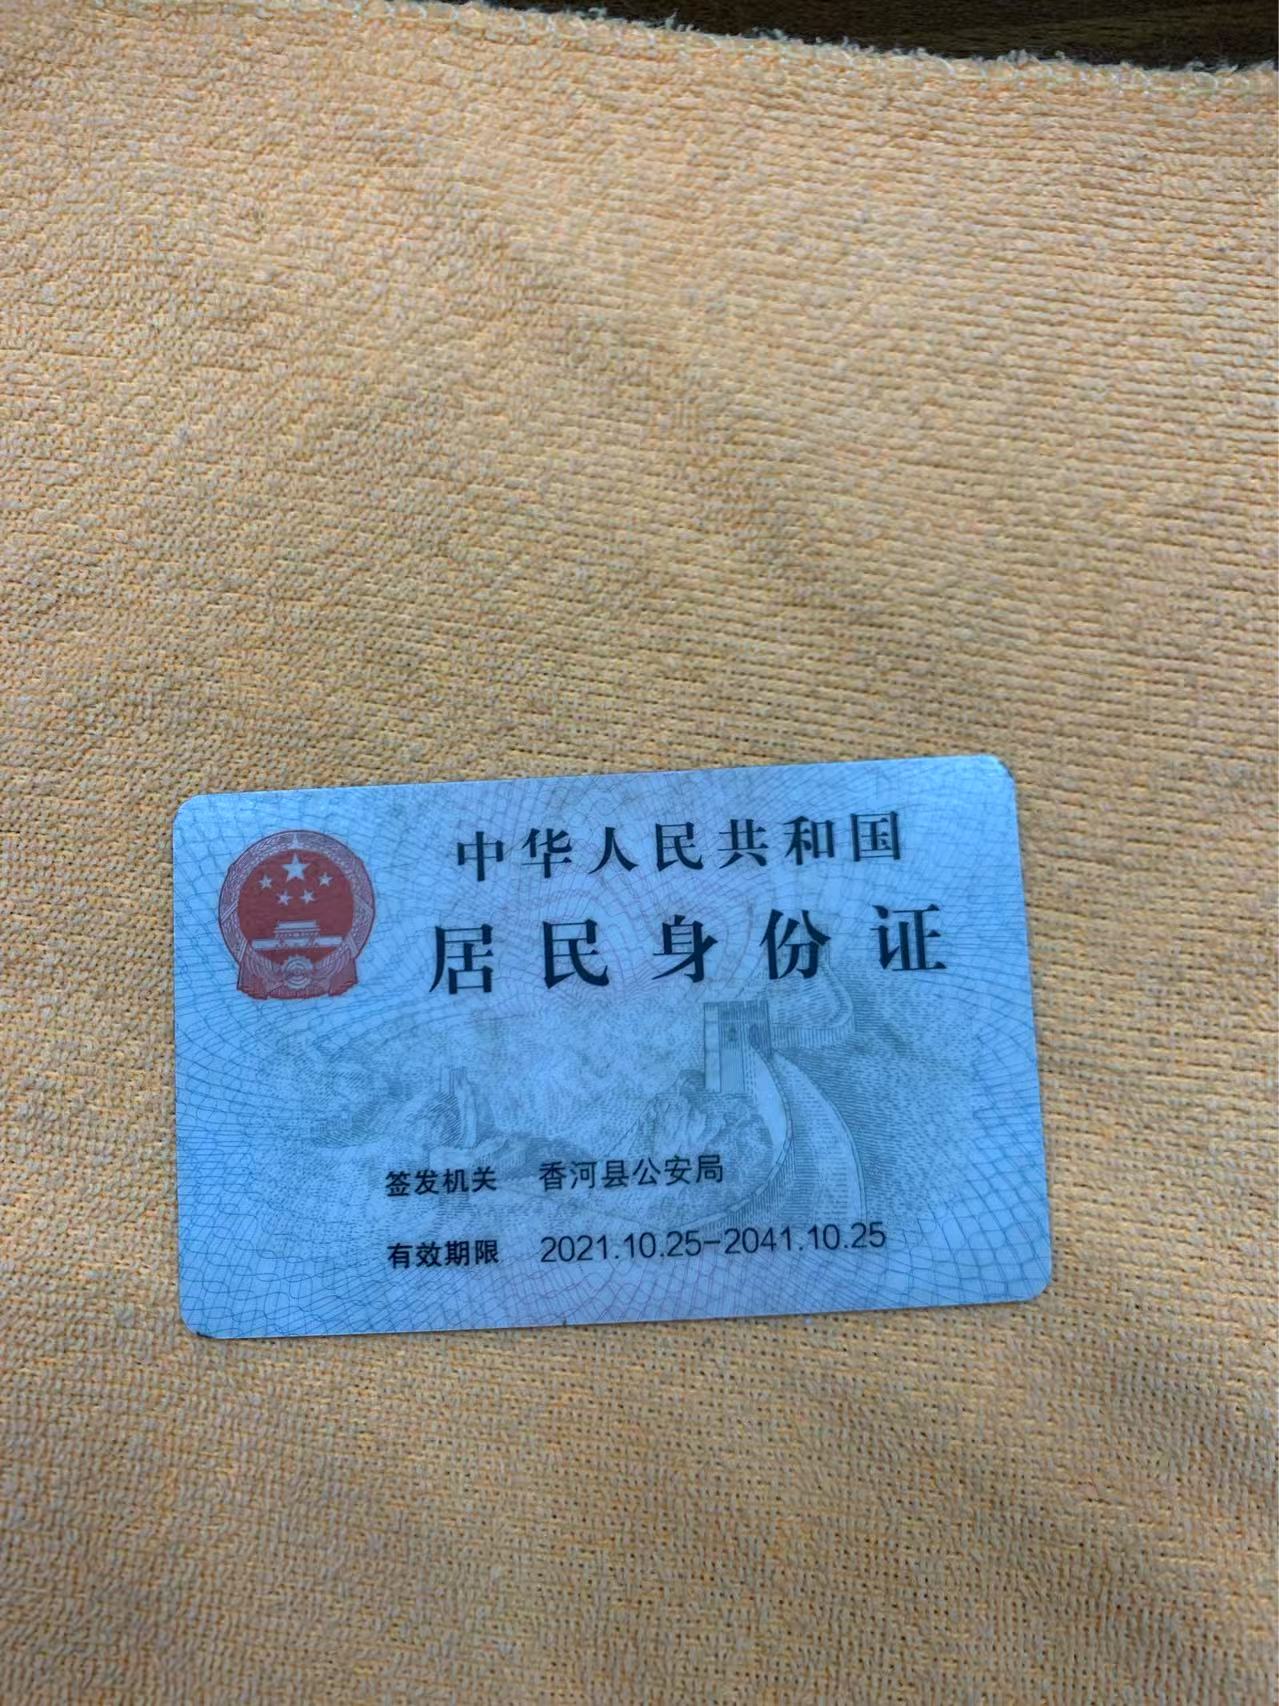 中华人民共和国
居民身份证
签发机关 香河县公安局
有效期限 2021.10.25-2041.10.25